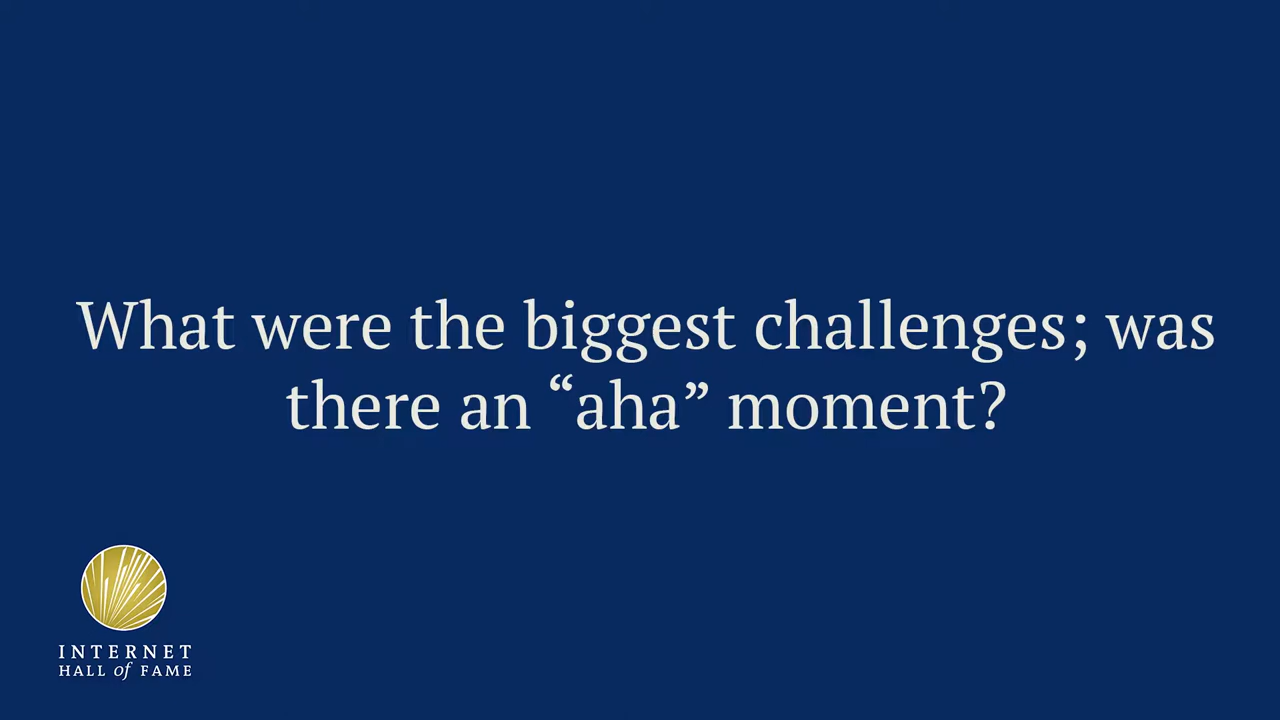 What were the biggest challenges; was
there an “aha” moment?
INTERNET
HALL of FAME